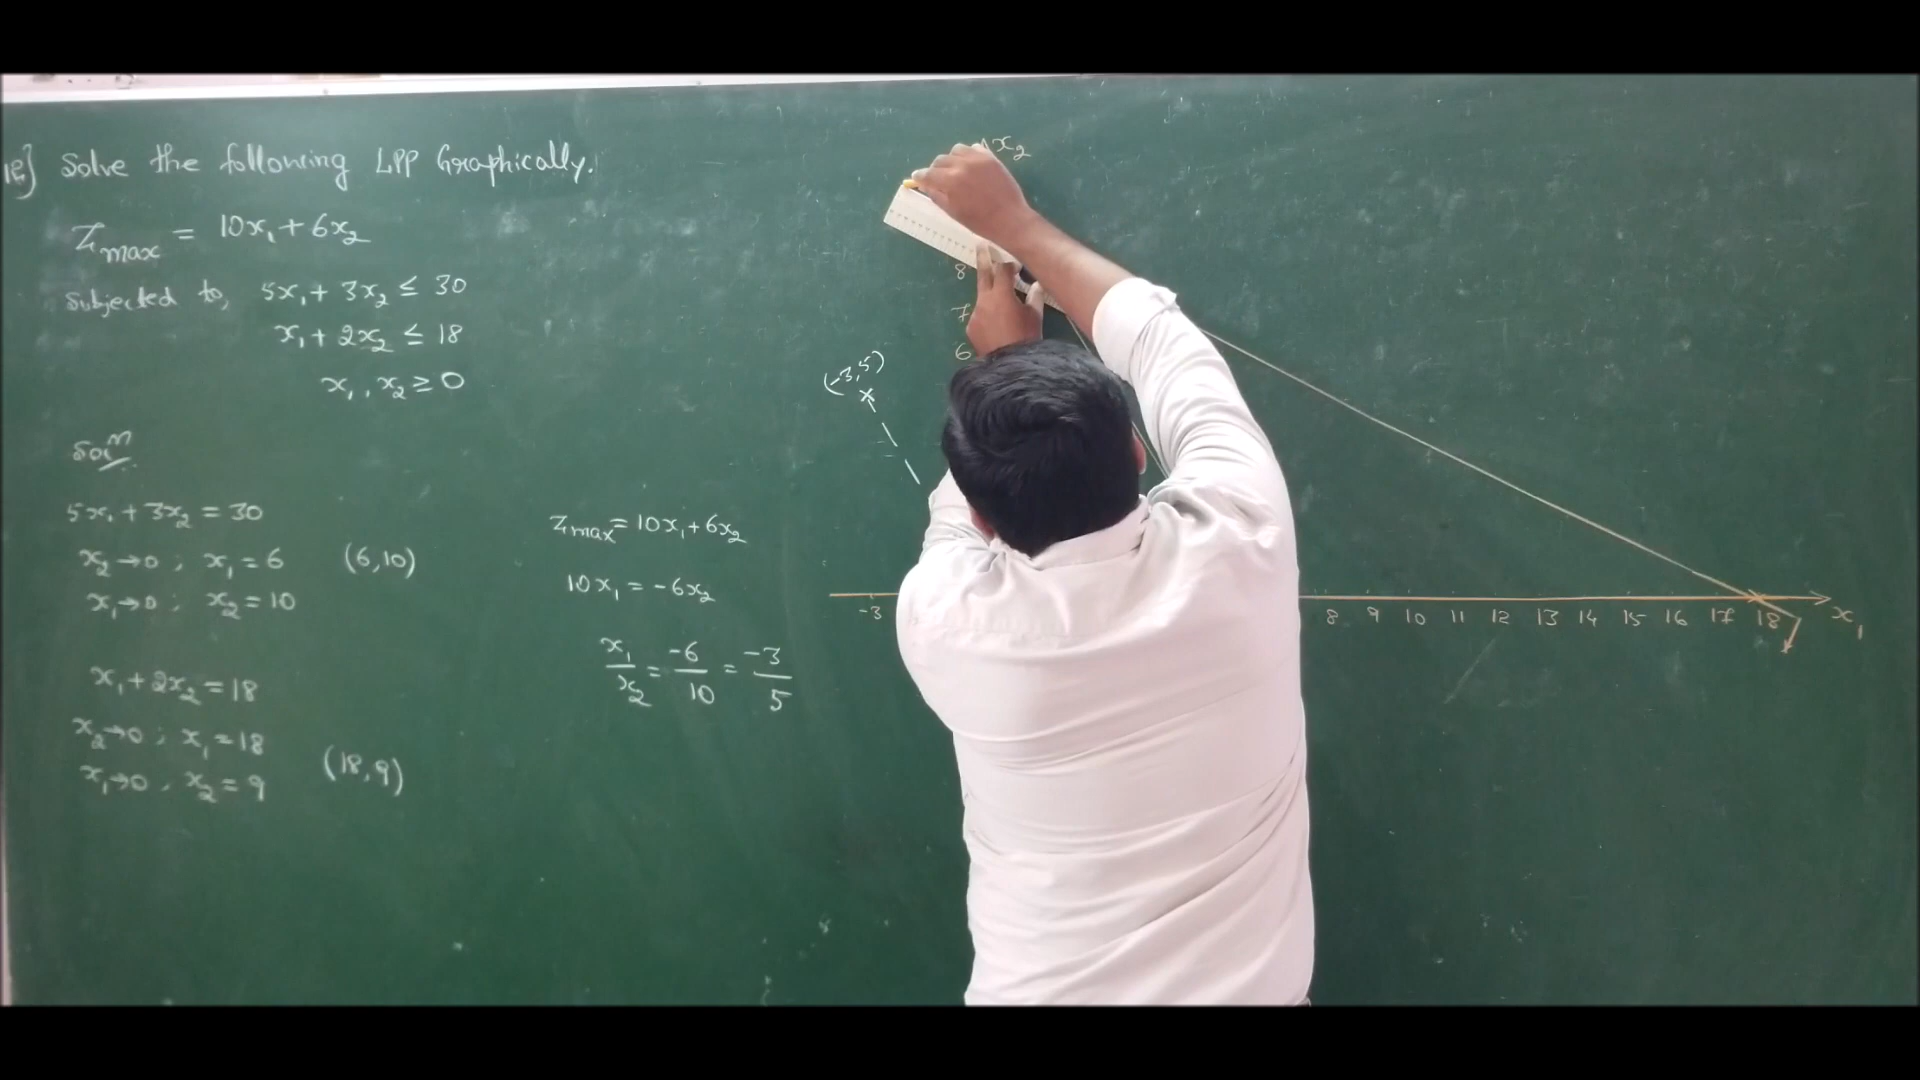 12] Solve the following LPP Graphically.
Zmax = 10x₁ + 6x₂
Subjected to, 5x₁ + 3x₂ ≤ 30
x₁ + 2x₂ ≤ 18
x₁, x₂ ≥ 0
Solⁿ
5x₁ + 3x₂ = 30
x₂→0 ; x₁ = 6 (6,10)
x₁→0 ; x₂ = 10
x₁ + 2x₂ = 18
x₂→0 ; x₁ = 18
x₁→0 , x₂ = 9 (18,9)
Zmax = 10x₁ + 6x₂
10x₁ = -6x₂
x₁/x₂ = -6/10 = -3/5
x₂
8
7
6
(-3,5)
-3 8 9 10 11 12 13 14 15 16 17 18 x₁